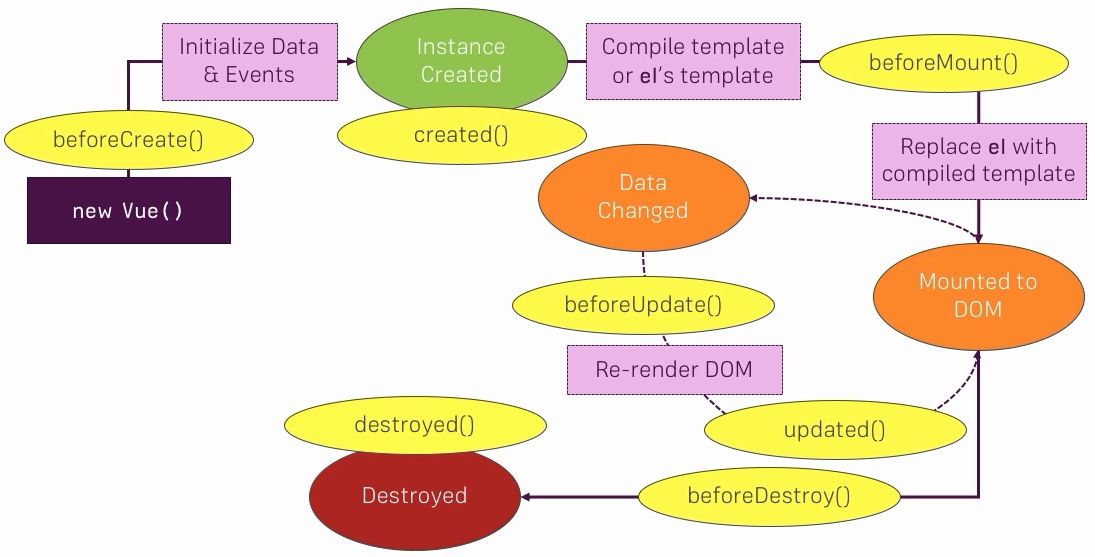 Initialize Data
& Events
Instance
Created
Compile template
or el's template
beforeMount()
beforeCreate()
created()
Replace el with
compiled template
new Vue()
Data
Changed
Mounted to
DOM
beforeUpdate()
Re-render DOM
destroyed()
updated()
Destroyed
beforeDestroy()